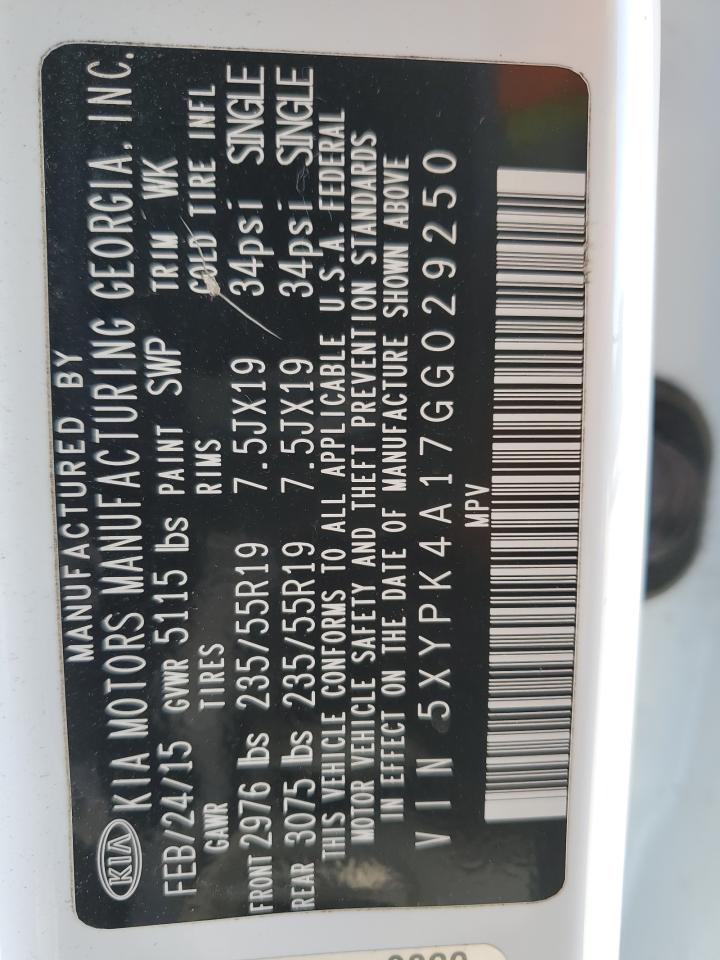 MANUFACTURED BY
KIA KIA MOTORS MANUFACTURING GEORGIA, INC.
FEB/24/15 GVWR 5115 lbs PAINT SWP TRIM WK
GAWR TIRES RIMS COLD TIRE INFL
FRONT 2976 lbs 235/55R19 7.5JX19 34psi SINGLE
REAR 3075 lbs 235/55R19 7.5JX19 34psi SINGLE
THIS VEHICLE CONFORMS TO ALL APPLICABLE U.S.A. FEDERAL
MOTOR VEHICLE SAFETY AND THEFT PREVENTION STANDARDS
IN EFFECT ON THE DATE OF MANUFACTURE SHOWN ABOVE
VIN 5XYPK4A17GG029250
MPV